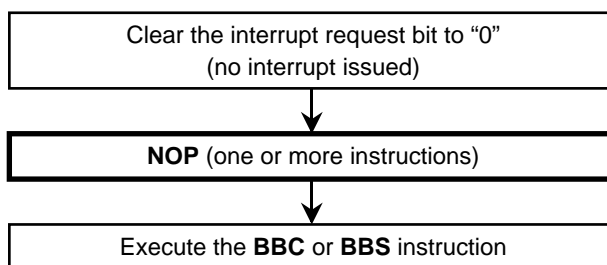 Clear the interrupt request bit to “0”
(no interrupt issued)
NOP (one or more instructions)
Execute the BBC or BBS instruction